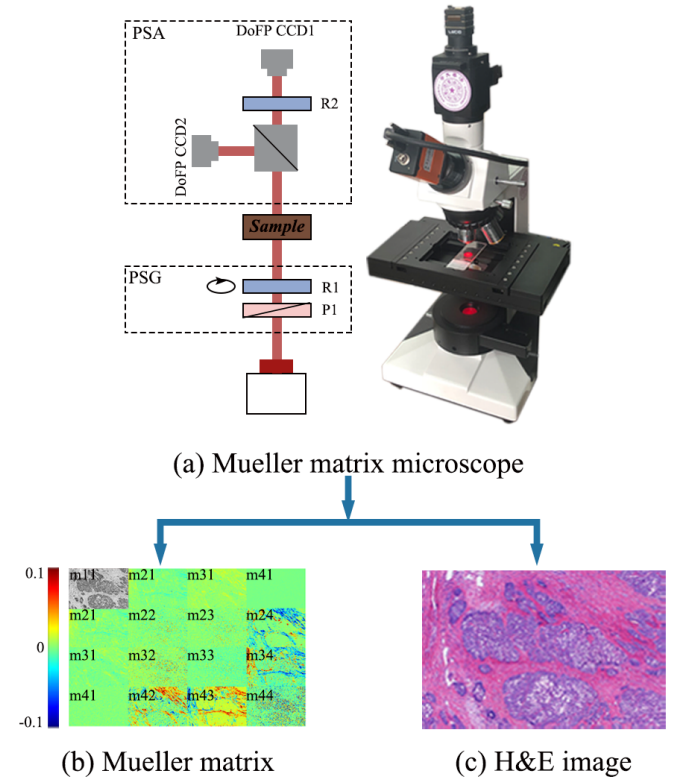 PSA
DoFP CCD1
R2
DoFP CCD2
Sample
PSG
R1
P1
(a) Mueller matrix microscope
0.1
0
-0.1
m11 m21 m31 m41
m21 m22 m23 m24
m31 m32 m33 m34
m41 m42 m43 m44
(b) Mueller matrix
(c) H&E image